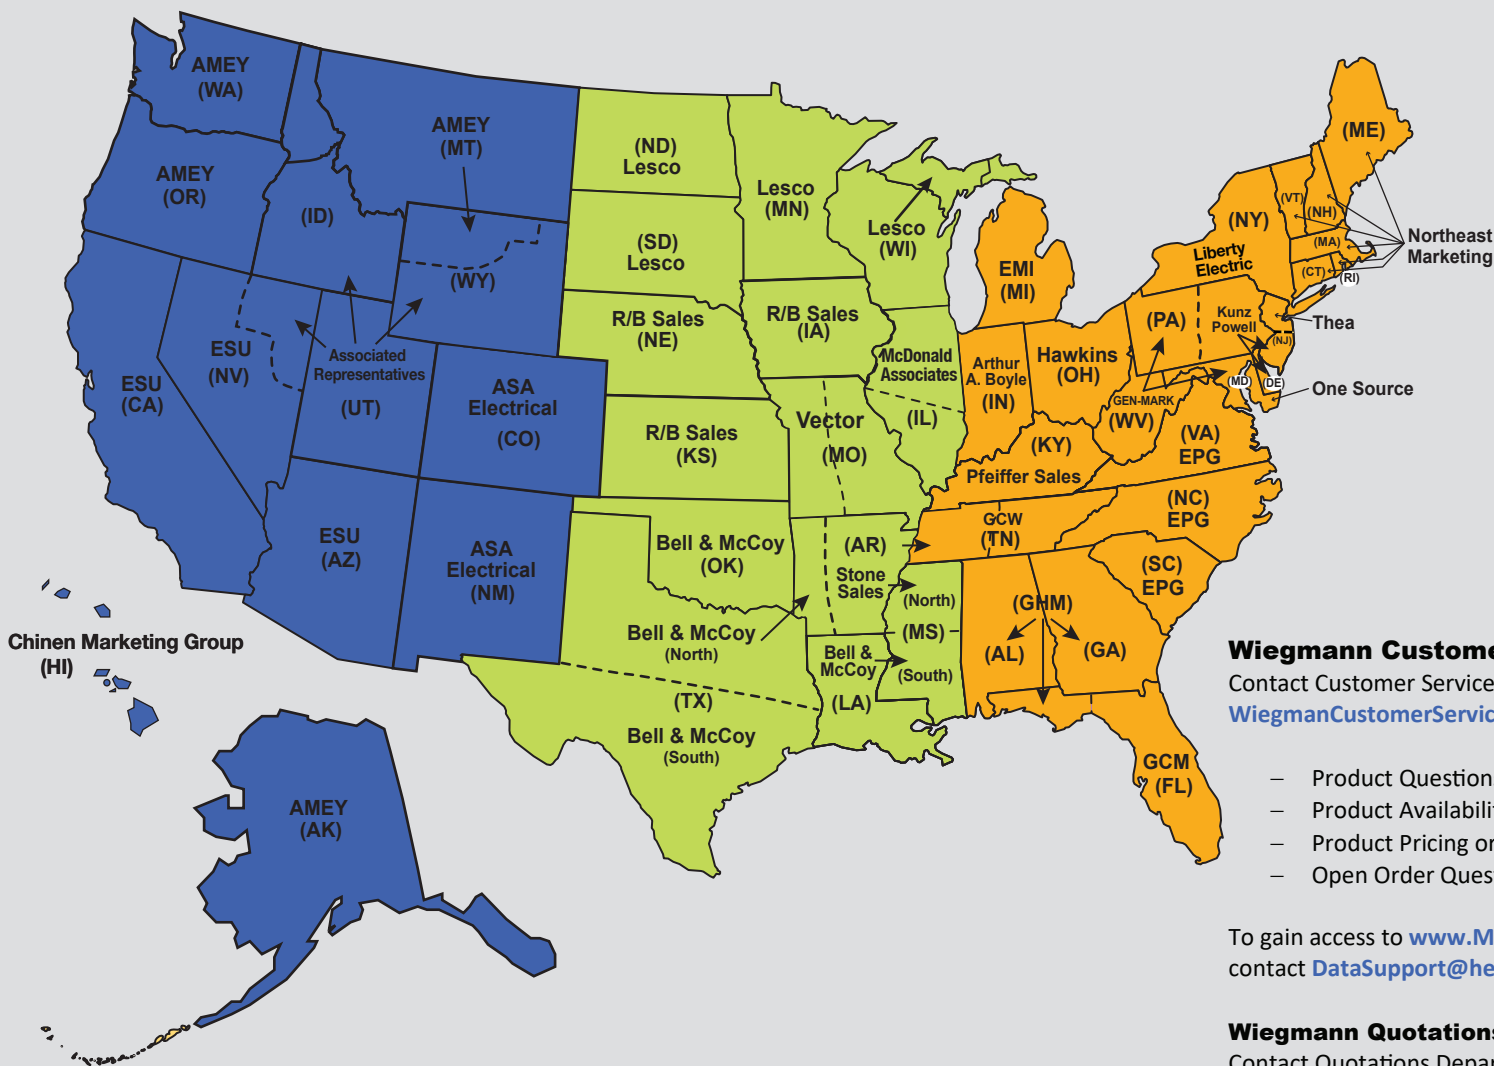 AMEY
(WA)
AMEY
(OR)
(ID)
AMEY
(MT)
(WY)
ESU
(NV)
ESU
(CA)
Associated
Representatives
(UT)
ASA
Electrical
(CO)
ESU
(AZ)
ASA
Electrical
(NM)
Chinen Marketing Group
(HI)
AMEY
(AK)
(ND)
Lesco
(SD)
Lesco
Lesco
(MN)
Lesco
(WI)
R/B Sales
(NE)
R/B Sales
(IA)
R/B Sales
(KS)
McDonald
Associates
(IL)
Vector
(MO)
Bell & McCoy
(OK)
(AR)
Stone
Sales
(North)
(MS)
(South)
Bell & McCoy
(North)
(TX)
Bell & McCoy
(South)
Bell &
McCoy
(LA)
EMI
(MI)
Arthur
A. Boyle
(IN)
Hawkins
(OH)
(KY)
Pfeiffer Sales
GCW
(TN)
(GHM)
(AL)
(GA)
GCM
(FL)
(SC)
EPG
(NC)
EPG
(VA)
EPG
GEN-MARK
(WV)
(PA)
Kunz
Powell
(NJ)
(MD)
(DE)
(NY)
Liberty
Electric
(VT)
(NH)
(ME)
(MA)
(CT)
(RI)
Northeast
Marketing
Thea
One Source
Wiegmann Custome
Contact Customer Service
WiegmanCustomerServic
– Product Question
– Product Availabili
– Product Pricing or
– Open Order Ques
To gain access to www.M
contact DataSupport@he
Wiegmann Quotations
Contact Quotations Depar